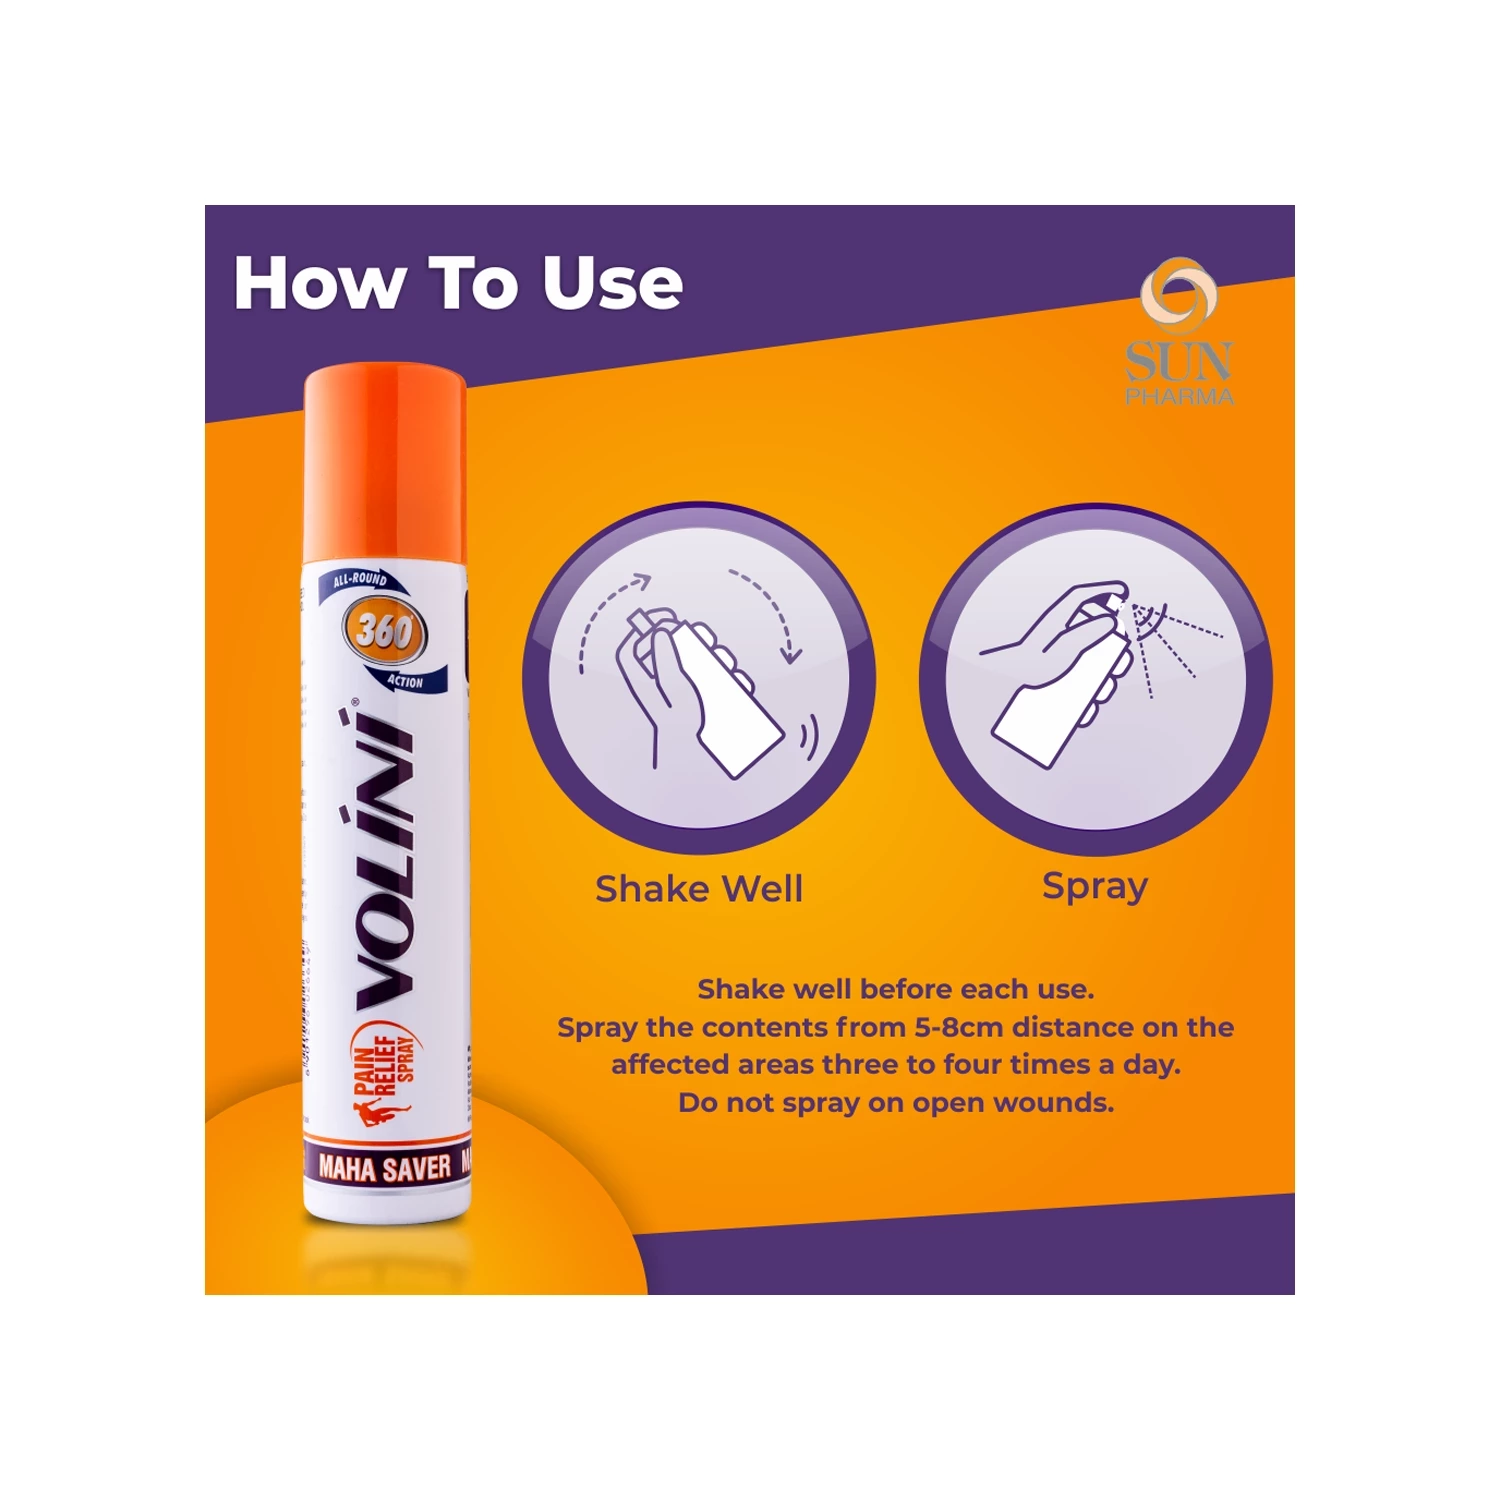 How To Use
SUN
PHARMA
ALL-ROUND
360°
ACTION
VOLINI®
PAIN
RELIEF
SPRAY
MAHA SAVER
Shake Well
Spray
Shake well before each use.
Spray the contents from 5-8cm distance on the
affected areas three to four times a day.
Do not spray on open wounds.